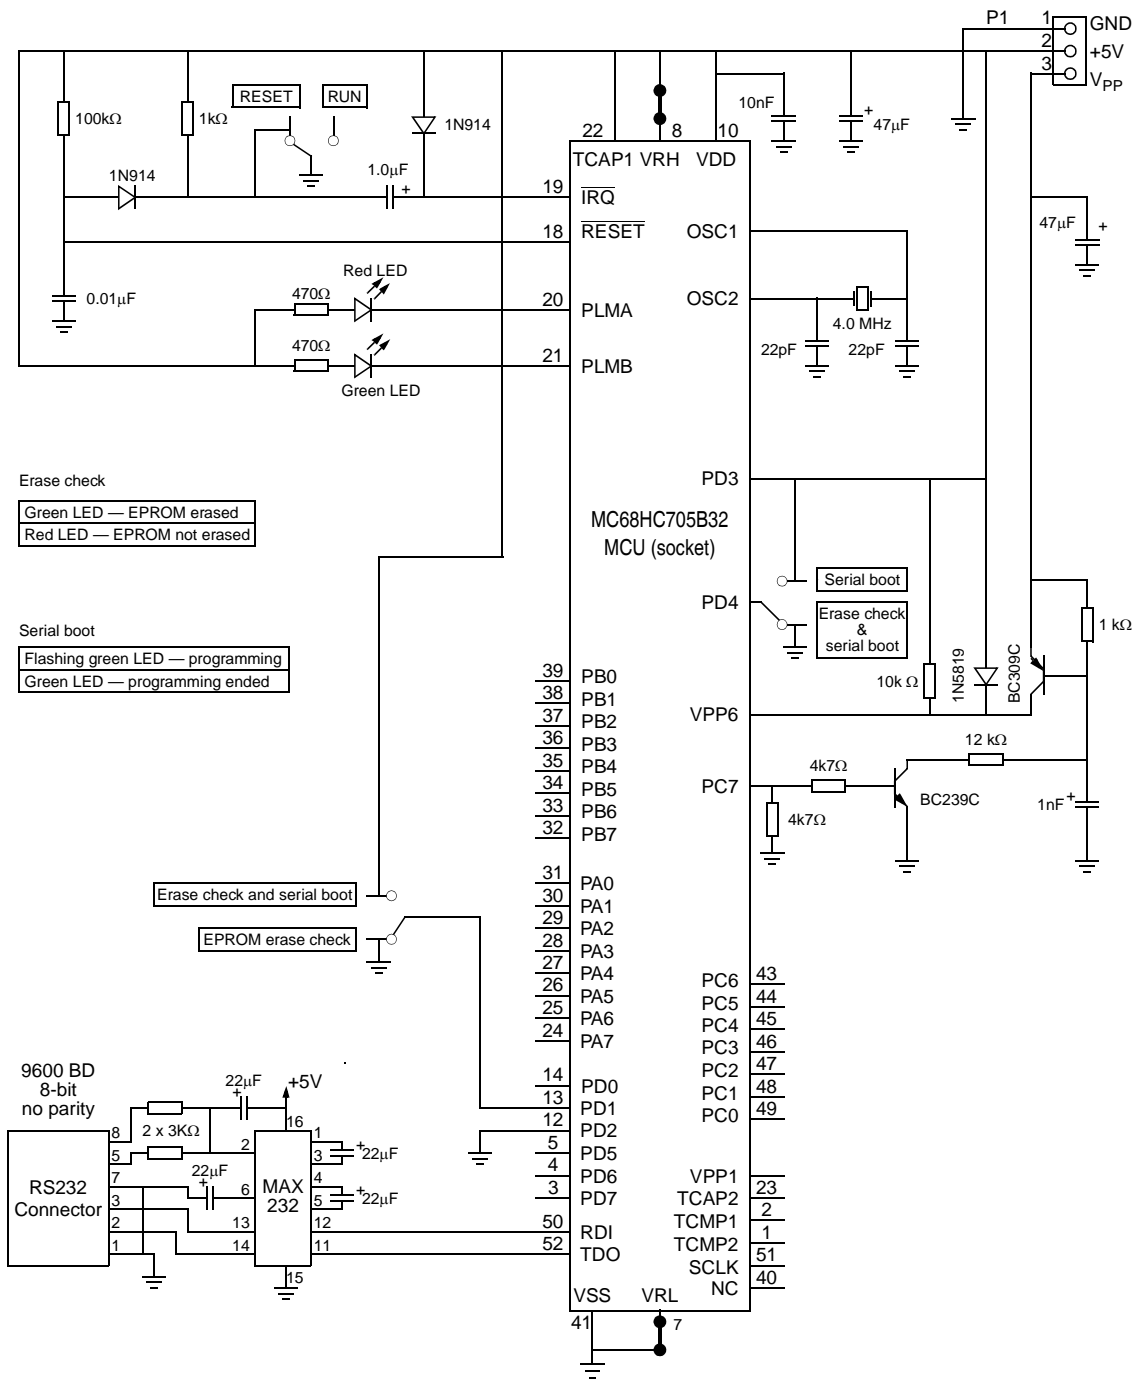 P1
1
GND
2
+5V
3
VPP
RESET
RUN
100kΩ
1kΩ
1N914
10nF
47µF
22
8
10
TCAP1
VRH
VDD
1N914
1.0µF
+
+
19
IRQ
18
RESET
OSC1
47µF
+
0.01µF
Red LED
470Ω
20
PLMA
OSC2
4.0 MHz
22pF
22pF
470Ω
21
PLMB
Green LED
Erase check
Green LED — EPROM erased
Red LED — EPROM not erased
PD3
MC68HC705B32
MCU (socket)
Serial boot
PD4
Erase check
&
serial boot
1 kΩ
Serial boot
Flashing green LED — programming
Green LED — programming ended
10k Ω
1N5819
BC309C
39
PB0
38
PB1
37
PB2
36
PB3
35
PB4
34
PB5
33
PB6
32
PB7
VPP6
12 kΩ
PC7
4k7Ω
4k7Ω
BC239C
1nF
+
31
PA0
30
PA1
29
PA2
28
PA3
27
PA4
26
PA5
25
PA6
24
PA7
Erase check and serial boot
EPROM erase check
PC6
43
PC5
44
PC4
45
PC3
46
PC2
47
PC1
48
PC0
49
9600 BD
8-bit
no parity
22µF
+
+5V
14
PD0
13
PD1
12
PD2
5
PD5
4
PD6
3
PD7
50
RDI
52
TDO
8
5
7
3
2
1
2 x 3KΩ
22µF
+
RS232
Connector
16
2
6
13
14
MAX
232
1
3
4
5
12
11
15
+
22µF
+
22µF
VPP1
TCAP2
23
TCMP1
2
TCMP2
1
SCLK
51
NC
40
VSS
VRL
41
7